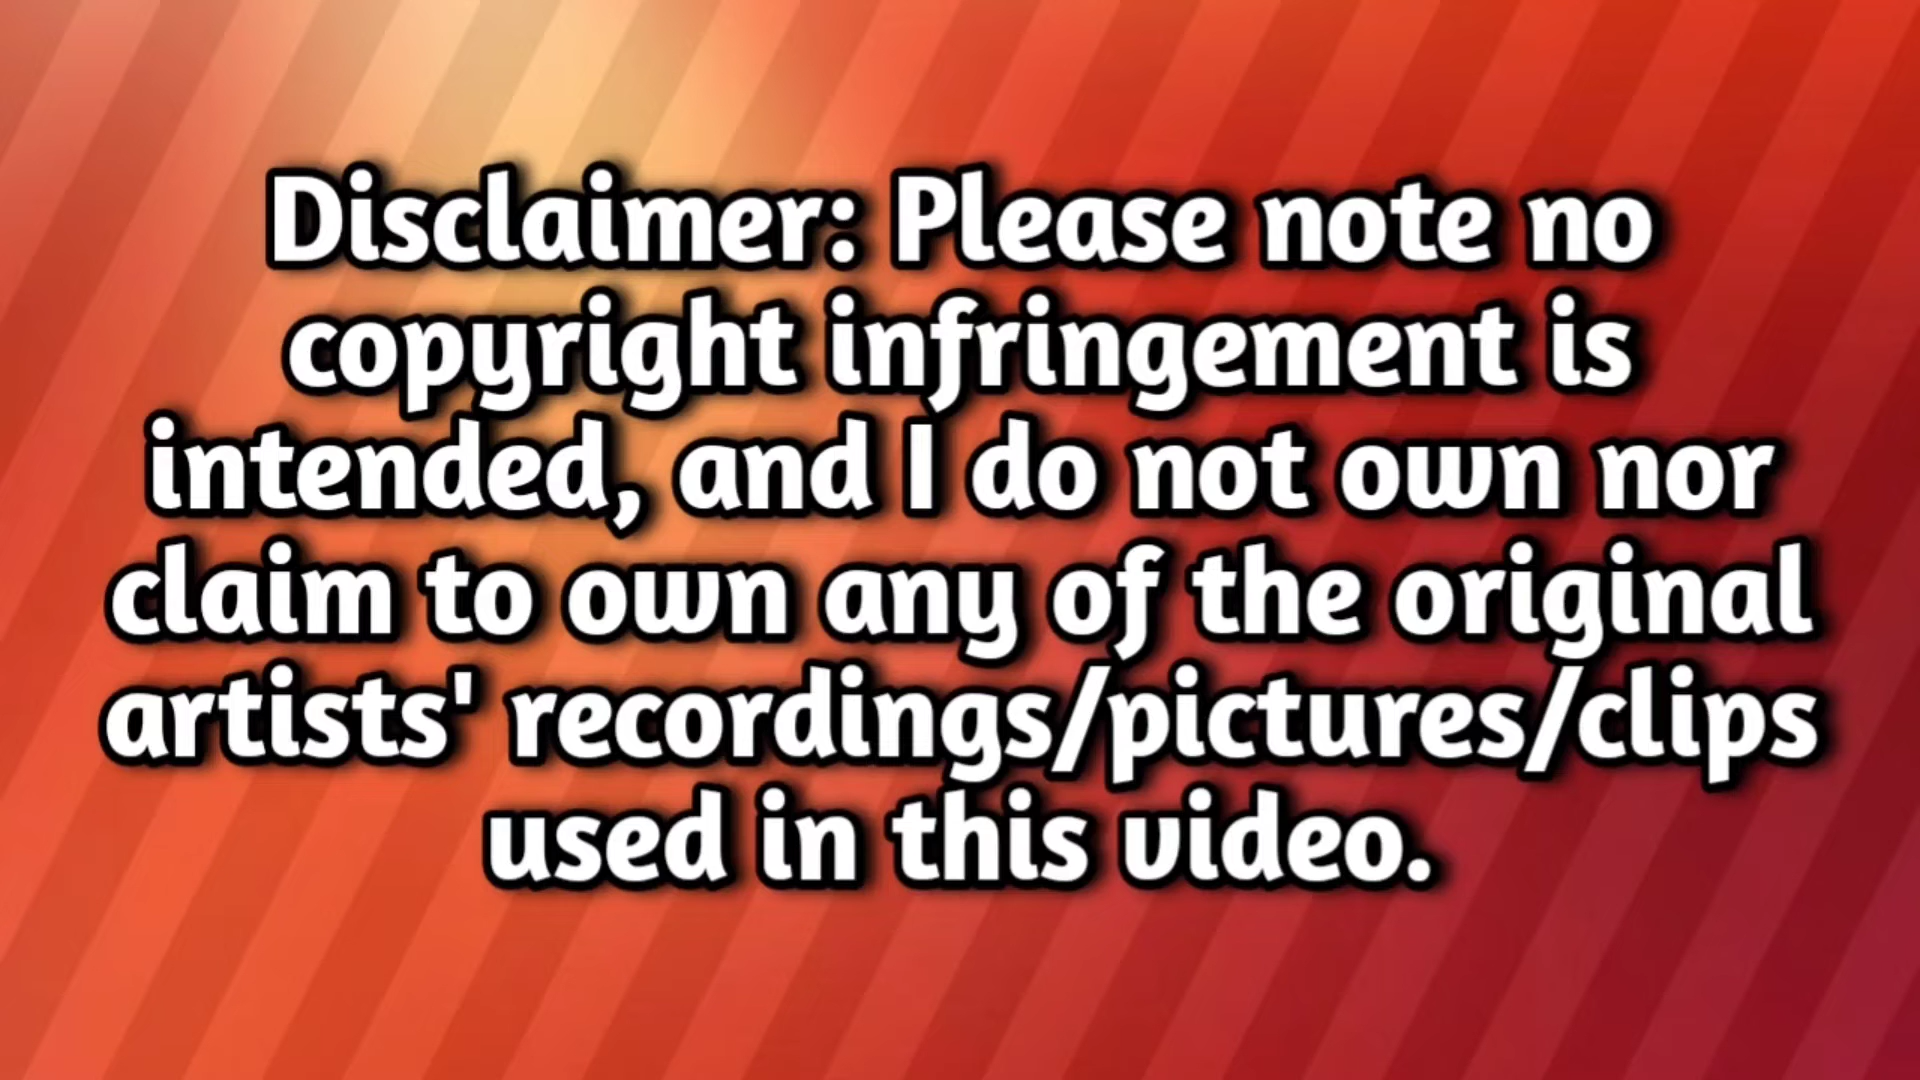 Disclaimer: Please note no
copyright infringement is
intended, and I do not own nor
claim to own any of the original
artists' recordings/pictures/clips
used in this video.